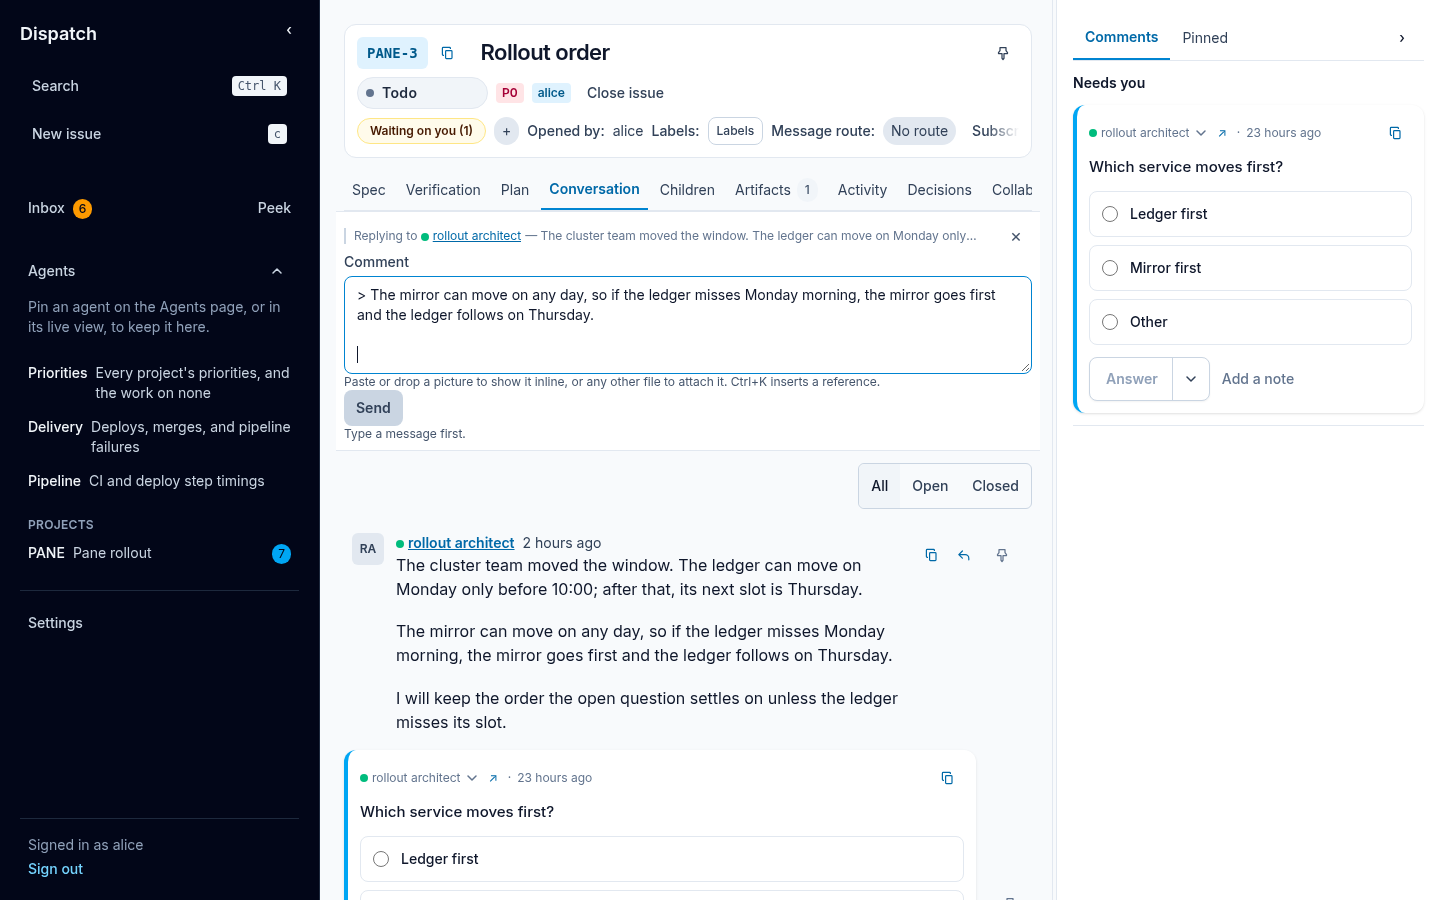 Dispatch
Search
Ctrl K
New issue
c
Inbox 6
Peek
Agents
Pin an agent on the Agents page, or in
its live view, to keep it here.
Priorities Every project's priorities, and
the work on none
Delivery Deploys, merges, and pipeline
failures
Pipeline CI and deploy step timings
PROJECTS
PANE Pane rollout 7
Settings
Signed in as alice
Sign out
PANE-3 Rollout order
Todo P0 alice Close issue
Waiting on you (1) + Opened by: alice Labels: Labels Message route: No route Subscr
Spec Verification Plan Conversation Children Artifacts 1 Activity Decisions Collab
Replying to rollout architect — The cluster team moved the window. The ledger can move on Monday only...
Comment
> The mirror can move on any day, so if the ledger misses Monday morning, the mirror goes first
and the ledger follows on Thursday.
Paste or drop a picture to show it inline, or any other file to attach it. Ctrl+K inserts a reference.
Send
Type a message first.
All Open Closed
RA
rollout architect 2 hours ago
The cluster team moved the window. The ledger can move on
Monday only before 10:00; after that, its next slot is Thursday.
The mirror can move on any day, so if the ledger misses Monday
morning, the mirror goes first and the ledger follows on Thursday.
I will keep the order the open question settles on unless the ledger
misses its slot.
rollout architect · 23 hours ago
Which service moves first?
Ledger first
Comments Pinned
Needs you
rollout architect · 23 hours ago
Which service moves first?
Ledger first
Mirror first
Other
Answer Add a note